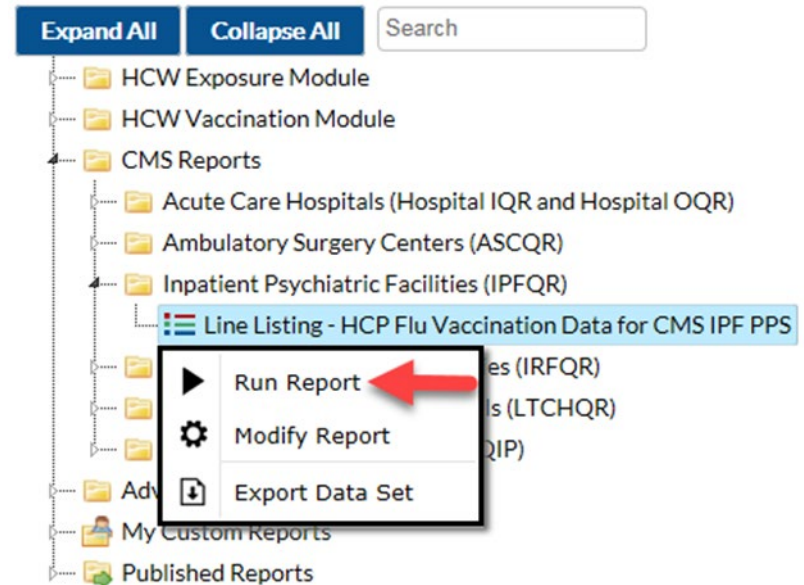 Expand All Collapse All Search
HCW Exposure Module
HCW Vaccination Module
CMS Reports
Acute Care Hospitals (Hospital IQR and Hospital OQR)
Ambulatory Surgery Centers (ASCQR)
Inpatient Psychiatric Facilities (IPFQR)
Line Listing - HCP Flu Vaccination Data for CMS IPF PPS
Run Report es (IRFQR)
ls (LTCHQR)
Modify Report
QIP)
Adv Export Data Set
My Custom Reports
Published Reports